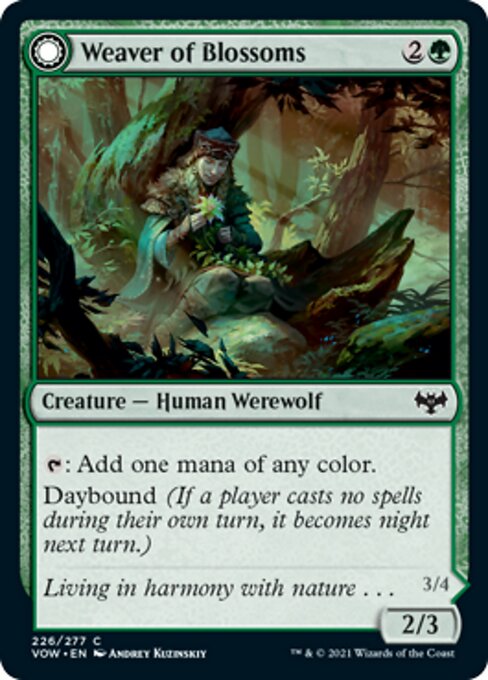 Weaver of Blossoms 2
Creature — Human Werewolf
: Add one mana of any color.
Daybound (If a player casts no spells
during their own turn, it becomes night
next turn.)
Living in harmony with nature . . .
3/4
2/3
226/277 C
VOW • EN Andrey Kuzinskiy
™ & © 2021 Wizards of the Coast